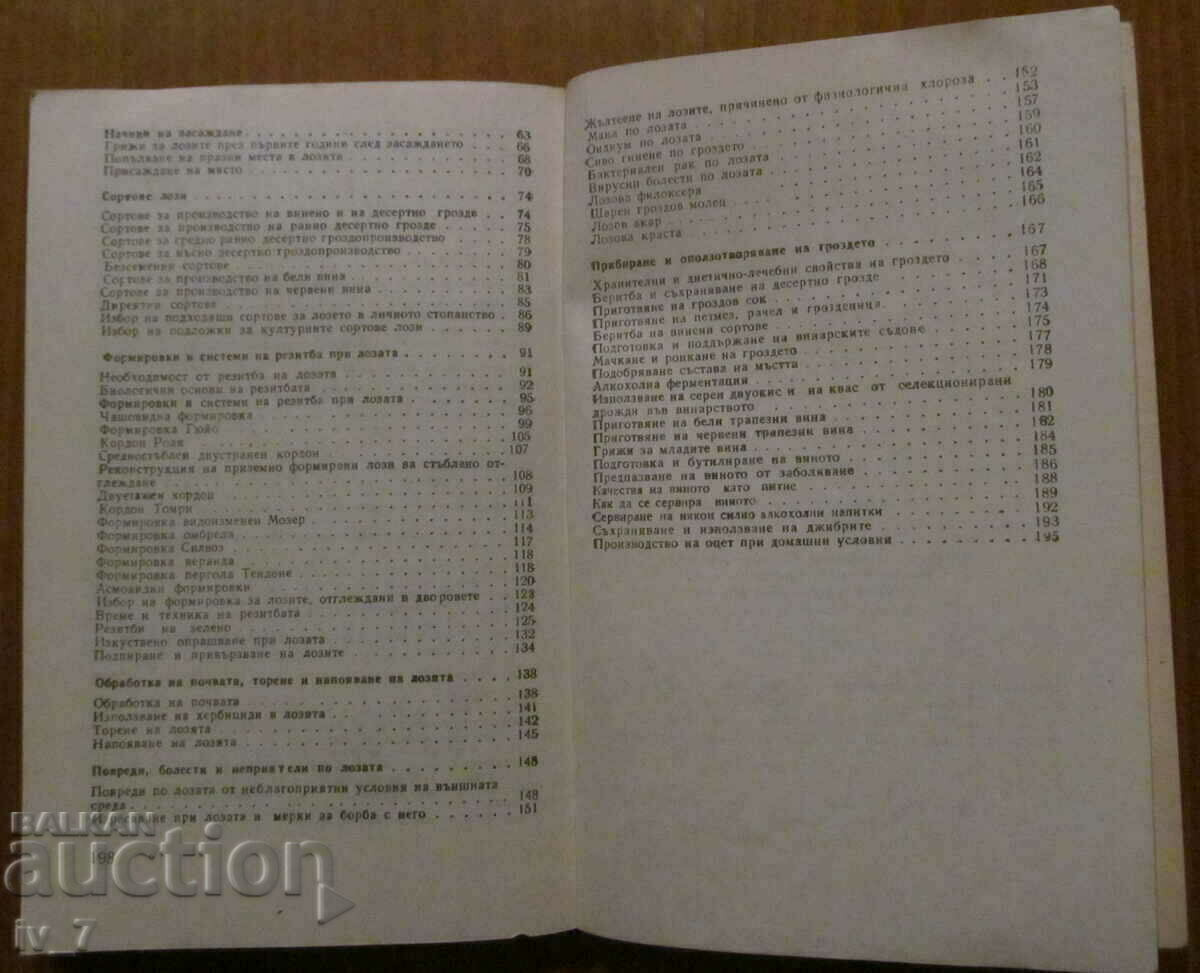 Начини на засаждане 63
Грижи за лозите през първите години след засаждането 66
Попълване на празни места в лозята 68
Присаждане на място 70
Сортове лози 74
Сортове за производство на винено и на десертно грозде 74
Сортове за производство на ранно десертно грозде 75
Сортове за средно ранно десертно гроздопроизводство 78
Сортове за късно десертно гроздопроизводство 79
Безсеменни сортове 80
Сортове за производство на бели вина 81
Сортове за производство на червени вина 83
Директни сортове 85
Избор на подходящи сортове за лозето в личното стопанство 86
Избор на подложки за културните сортове лози 89
Формировки и системи на резитба при лозата 91
Необходимост от резитба на лозата 91
Биологични основи на резитбата 92
Формировки и системи на резитба при лозата 95
Чашовидна формировка 96
Формировка Гюйо 99
Кордон Роая 105
Средностъблен двустранен кордон 107
Реконструкция на приземно формирани лози за стъблено от-
глеждане 108
Двуетажен кордон 109
Кордон Томри 111
Формировка видоизменен Мозер 113
Формировка омбрела 114
Формировка Силвоз 117
Формировка веранда 118
Формировка пергола Тендоне 118
Асмовидни формировки 120
Избор на формировка за лозите, отглеждани в дворовете 123
Време и техника на резитбата 124
Резитби на зелено 125
Изкуствено опрашване при лозата 132
Подпиране и привързване на лозите 134
Обработка на почвата, торене и напояване на лозята 138
Обработка на почвата 138
Използване на хербициди в лозята 141
Торене на лозята 142
Напояване на лозята 145
Повреди, болести и неприятели по лозата 148
Повреди по лозата от неблагоприятни условия на външната
среда 148
Изресяване при лозата и мерки за борба с него 151
198
Жълтеене на лозите, причинено от физиологична хлороза 152
Мана по лозата 153
Оидиум по лозата 157
Сиво гниене по гроздето 159
Бактериален рак по лозата 160
Вирусни болести по лозата 161
Лозова филоксера 162
Шарен гроздов молец 164
Лозов акар 165
Лозова краста 166
Прибиране и оползотворяване на гроздето 167
Хранителни и диетично-лечебни свойства на гроздето 167
Беритба и съхраняване на десертно грозде 168
Приготвяне на гроздов сок 171
Приготвяне на петмез, рачел и грозденица 173
Беритба на винени сортове 174
Подготовка и поддържане на винарските съдове 175
Мачкане и ронкане на гроздето 177
Подобряване състава на мъстта 178
Алкохолна ферментация 179
Използване на серен двуокис и на квас от селекционирани
дрожди във винарството 180
Приготвяне на бели трапезни вина 181
Приготвяне на червени трапезни вина 182
Грижи за младите вина 184
Подготовка и бутилиране на виното 185
Предпазване на виното от заболяване 186
Качества на виното като питие 188
Как да се сервира виното 189
Сервиране на някои силно алкохолни напитки 192
Съхраняване и използване на джибрите 193
Производство на оцет при домашни условия 195
BALKAN
auction
iv_7